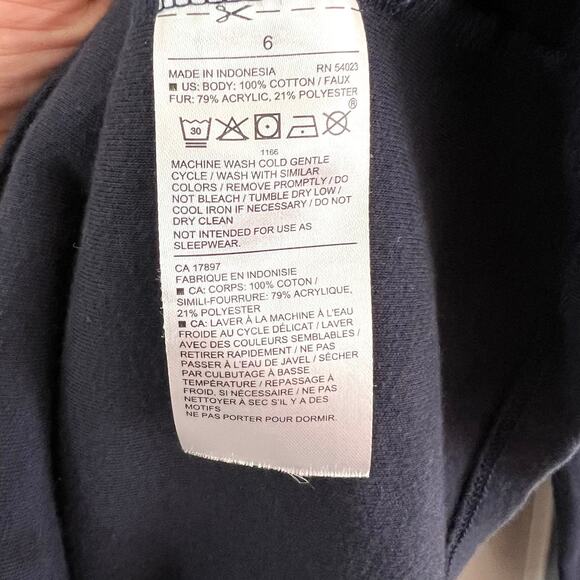 6
MADE IN INDONESIA RN 54023
US: BODY: 100% COTTON / FAUX
FUR: 79% ACRYLIC, 21% POLYESTER
30
®
1166
MACHINE WASH COLD GENTLE
CYCLE / WASH WITH SIMILAR
COLORS / REMOVE PROMPTLY / DO
NOT BLEACH / TUMBLE DRY LOW /
COOL IRON IF NECESSARY / DO NOT
DRY CLEAN
NOT INTENDED FOR USE AS
SLEEPWEAR.
CA 17897
FABRIQUE EN INDONISIE
CA: CORPS: 100% COTON /
SIMILI-FOURRURE: 79% ACRYLIQUE,
21% POLYESTER
CA: LAVER À LA MACHINE À L'EAU
FROIDE AU CYCLE DÉLICAT / LAVER
AVEC DES COULEURS SEMBLABLES /
RETIRER RAPIDEMENT / NE PAS
PASSER À L'EAU DE JAVEL / SÉCHER
PAR CULBUTAGE À BASSE
TEMPÉRATURE / REPASSAGE À
FROID, SI NÉCESSAIRE / NE PAS
NETTOYER À SEC S'IL Y A DES
MOTIFS
NE PAS PORTER POUR DORMIR.